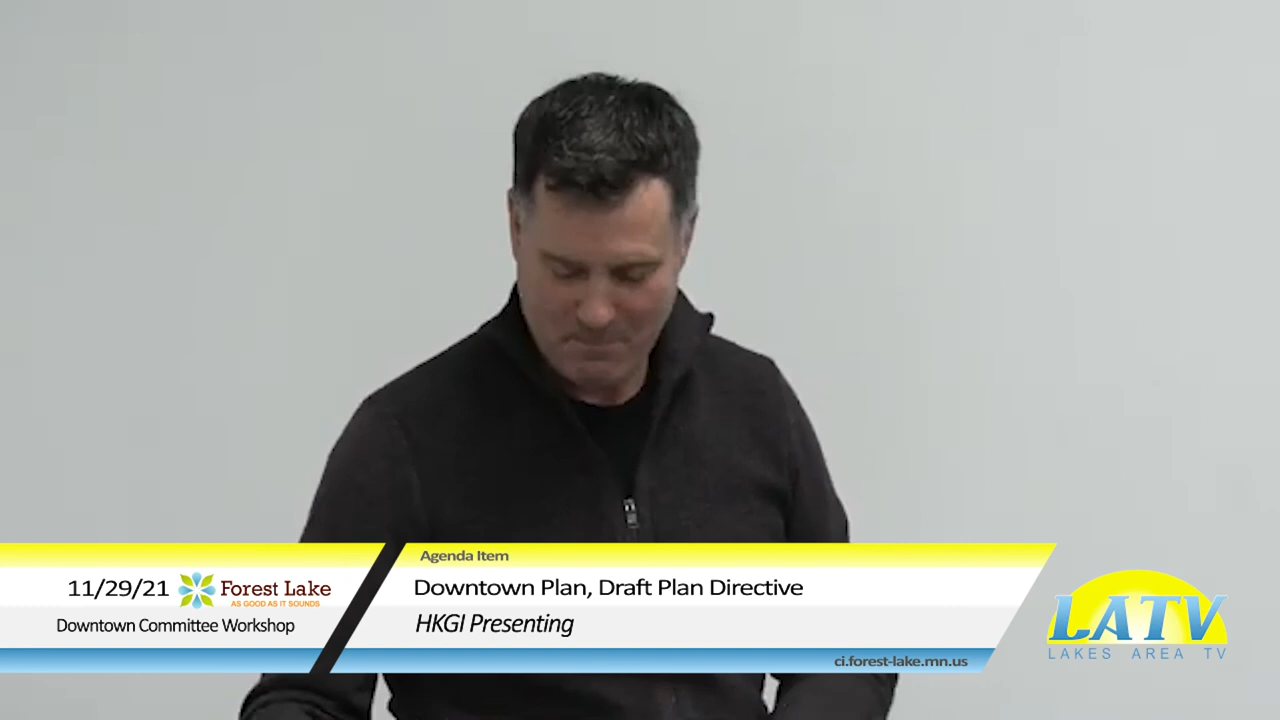 Agenda Item
11/29/21 Forest Lake
AS GOOD AS IT SOUNDS
Downtown Plan, Draft Plan Directive
Downtown Committee Workshop
HKGI Presenting
ci.forest-lake.mn.us
LATV
LAKES AREA TV